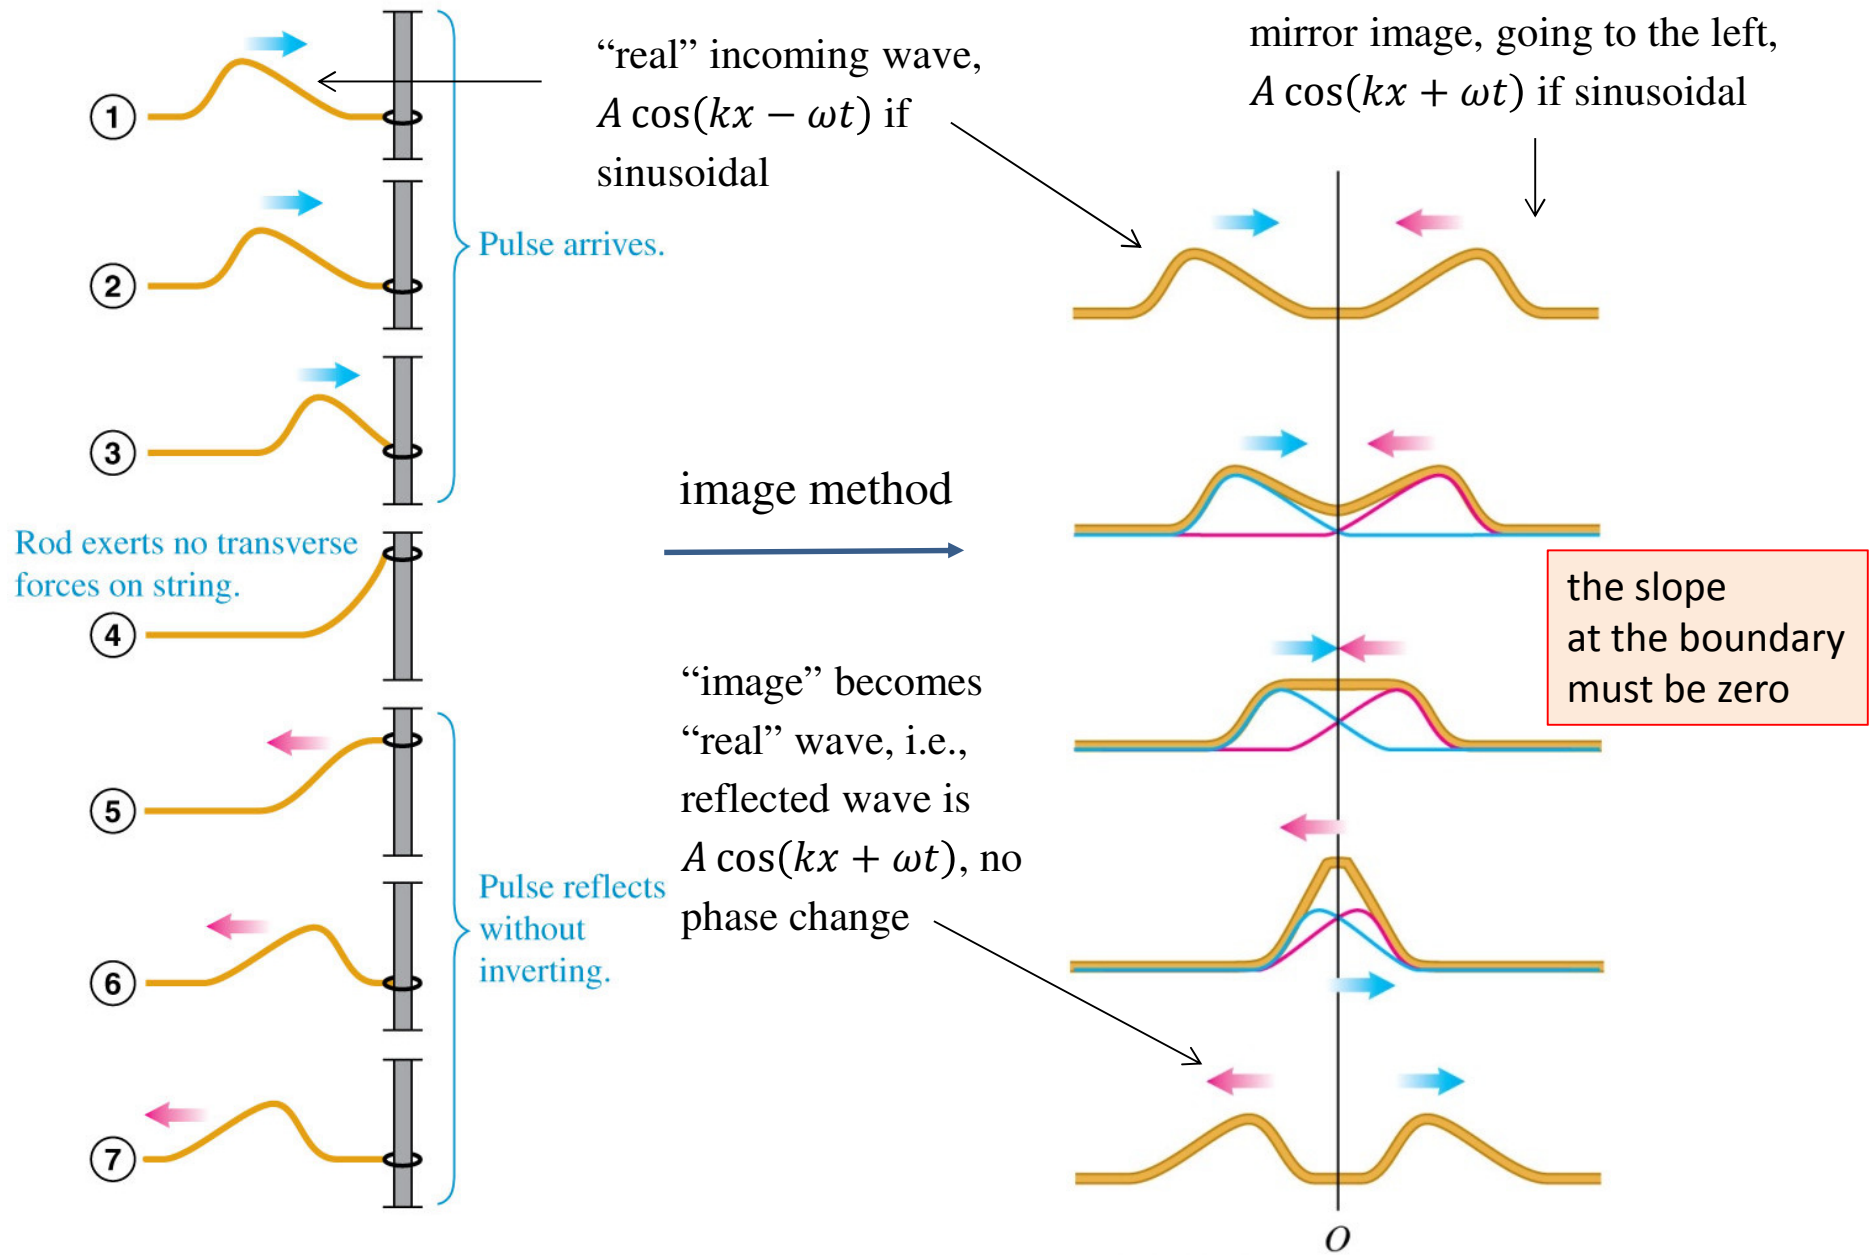 “real” incoming wave,
A cos(kx − ωt) if
sinusoidal
mirror image, going to the left,
A cos(kx + ωt) if sinusoidal
1
2
Pulse arrives.
3
image method
Rod exerts no transverse
forces on string.
4
the slope
at the boundary
must be zero
“image” becomes
“real” wave, i.e.,
reflected wave is
A cos(kx + ωt), no
phase change
5
Pulse reflects
without
inverting.
6
7
O